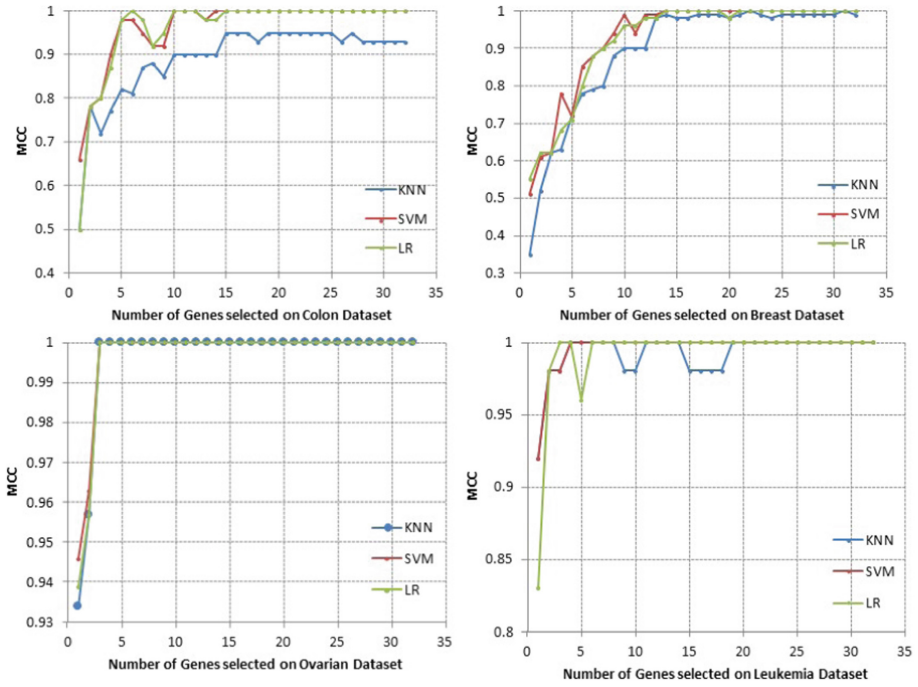 1
0.9
0.8
0.7
0.6
0.5
0.4
MCC
KNN
SVM
LR
0 5 10 15 20 25 30 35
Number of Genes selected on Colon Dataset
1
0.9
0.8
0.7
0.6
0.5
0.4
0.3
MCC
KNN
SVM
LR
0 5 10 15 20 25 30 35
Number of Genes selected on Breast Dataset
1
0.99
0.98
0.97
0.96
0.95
0.94
0.93
MCC
KNN
SVM
LR
0 5 10 15 20 25 30 35
Number of Genes selected on Ovarian Dataset
1
0.95
0.9
0.85
0.8
MCC
KNN
SVM
LR
0 5 10 15 20 25 30 35
Number of Genes selected on Leukemia Dataset